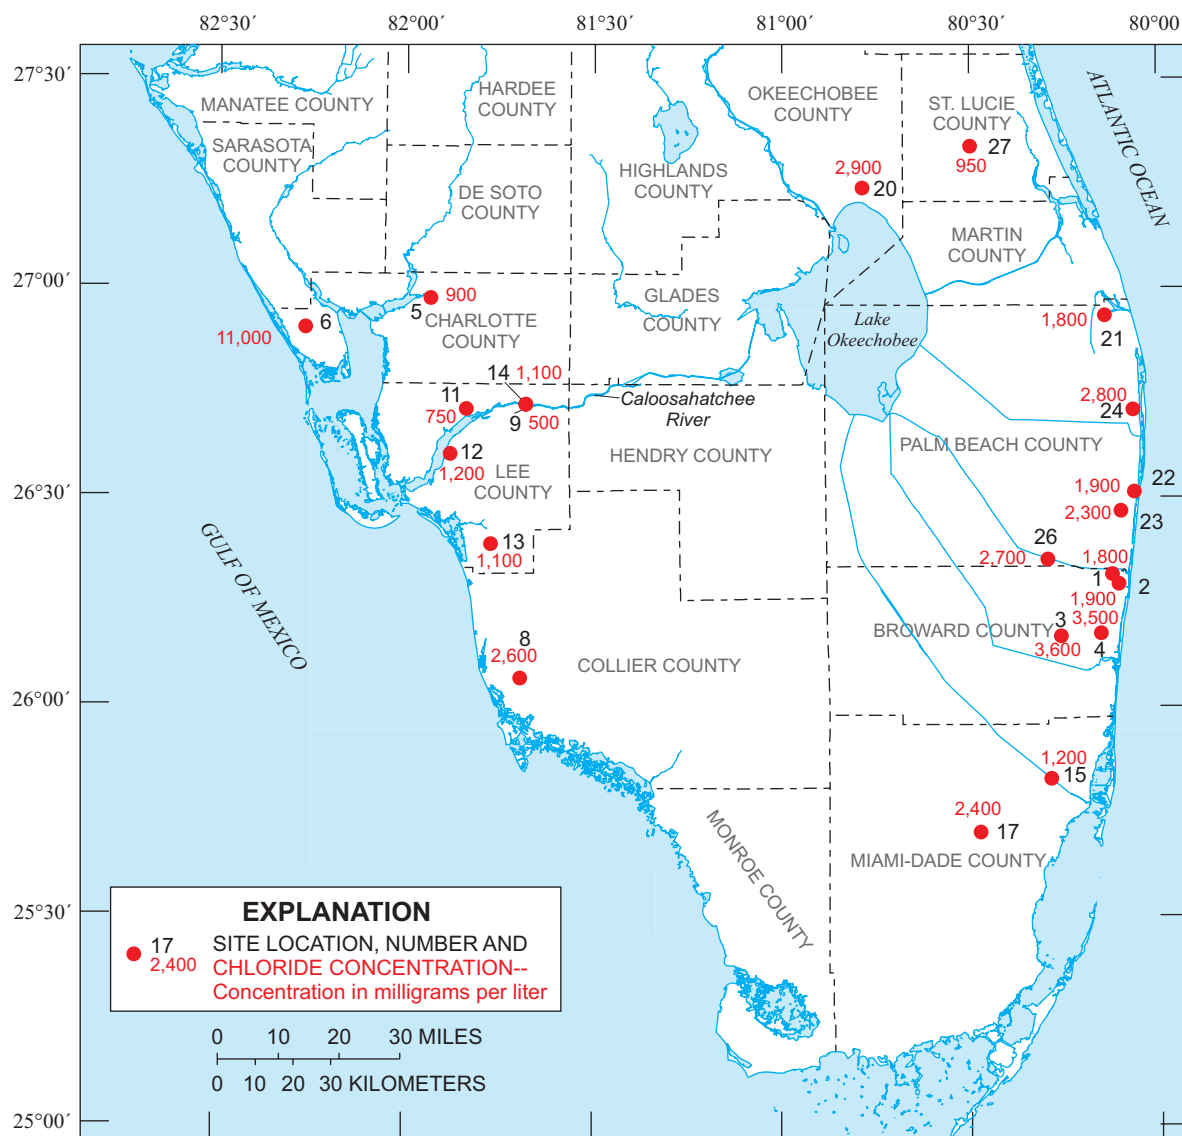 82°30´ 82°00´ 81°30´ 81°00´ 80°30´ 80°00´
27°30´
27°00´
26°30´
26°00´
25°30´
25°00´
MANATEE COUNTY
HARDEE
COUNTY
OKEECHOBEE
COUNTY
ST. LUCIE
COUNTY
ATLANTIC OCEAN
SARASOTA
COUNTY
27
950
HIGHLANDS
COUNTY
2,900
20
DE SOTO
COUNTY
MARTIN
COUNTY
900
5
6
11,000
CHARLOTTE
COUNTY
GLADES
COUNTY
Lake
Okeechobee
1,800
21
14 1,100
11
750
9 500
Caloosahatchee
River
2,800
24
12
1,200
LEE
COUNTY
HENDRY COUNTY
PALM BEACH COUNTY
22
1,900
2,300
23
GULF OF MEXICO
13
1,100
26
2,700
1,800
1
2
1,900
3,500
3
4
3,600
BROWARD COUNTY
8
2,600
COLLIER COUNTY
1,200
15
2,400
17
MIAMI-DADE COUNTY
MONROE COUNTY
EXPLANATION
17
2,400
SITE LOCATION, NUMBER AND
CHLORIDE CONCENTRATION--
Concentration in milligrams per liter
0 10 20 30 MILES
0 10 20 30 KILOMETERS